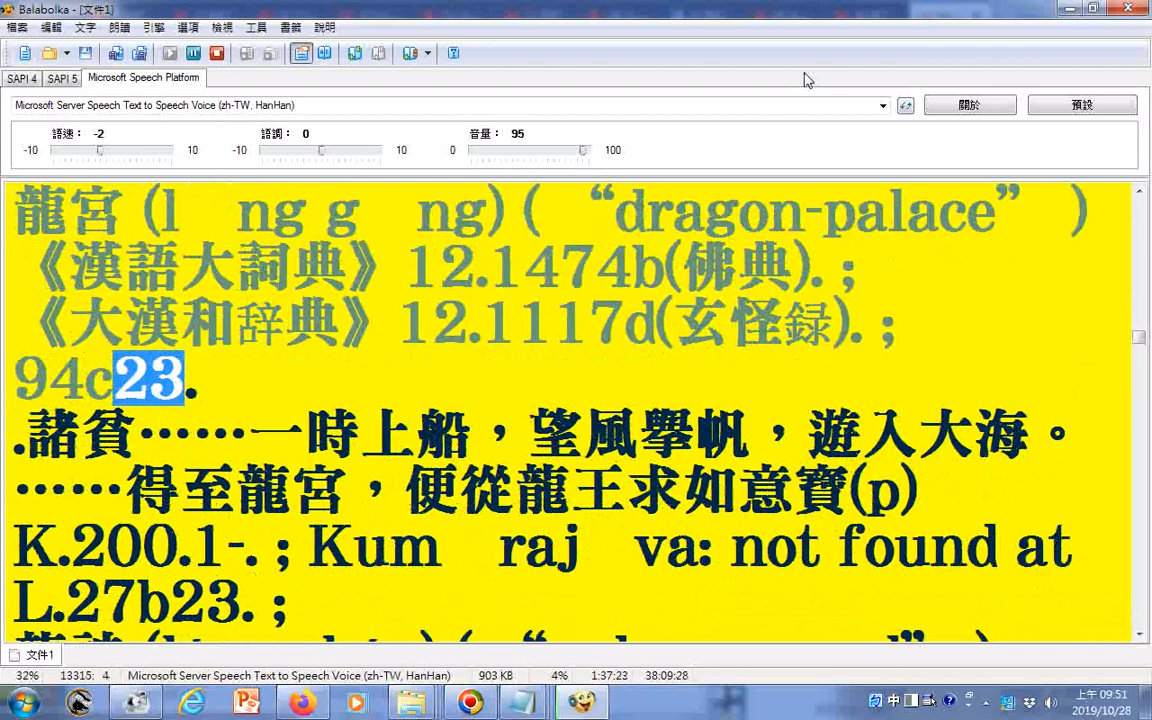 Balabolka - [文件1]
檔案 編輯 文字 朗讀 引擎 選項 檢視 工具 書籤 說明
SAPI 4 SAPI 5 Microsoft Speech Platform
Microsoft Server Speech Text to Speech Voice (zh-TW, HanHan) 關於 預設
語速： -2 語調： 0 音量： 95
-10 10 -10 10 0 100
龍宮 (l ng g ng) ( “dragon-palace” )
《漢語大詞典》 12.1474b(佛典). ;
《大漢和辞典》 12.1117d(玄怪録). ;
94c23.
.諸貧……一時上船，望風舉帆，遊入大海。
……得至龍宮，便從龍王求如意寶(p)
K.200.1-. ; Kum raj va: not found at
L.27b23. ;
文件1
32% 13315: 4 Microsoft Server Speech Text to Speech Voice (zh-TW, HanHan) 903 KB 4% 1:37:23 38:09:28
中 上午 09:51
2019/10/28